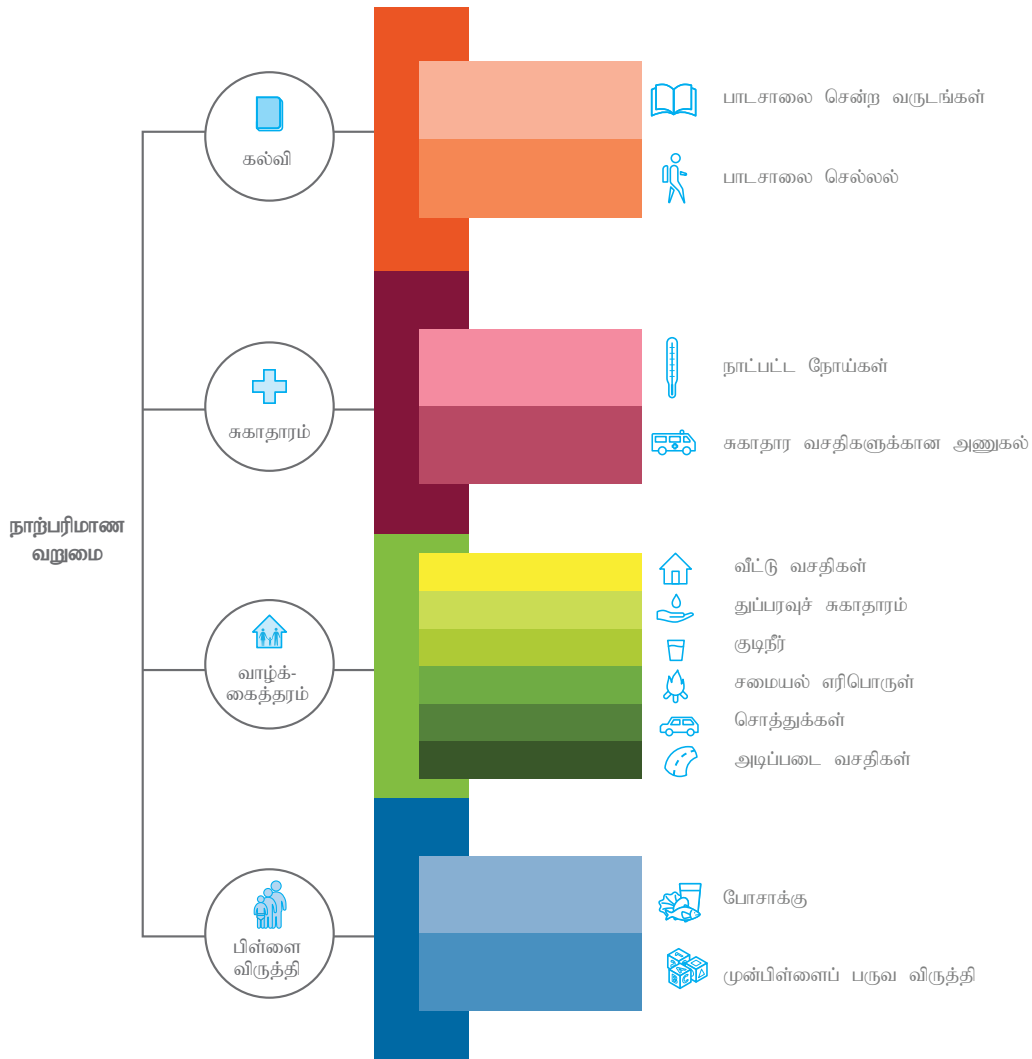 நாற்பரிமாண
வறுமை
கல்வி
பாடசாலை சென்ற வருடங்கள்
பாடசாலை செல்லல்
சுகாதாரம்
நாட்பட்ட நோய்கள்
சுகாதார வசதிகளுக்கான அணுகல்
வாழ்க்-
கைத்தரம்
வீட்டு வசதிகள்
துப்பரவுச் சுகாதாரம்
குடிநீர்
சமையல் எரிபொருள்
சொத்துக்கள்
அடிப்படை வசதிகள்
பிள்ளை
விருத்தி
போசாக்கு
முன்பிள்ளைப் பருவ விருத்தி